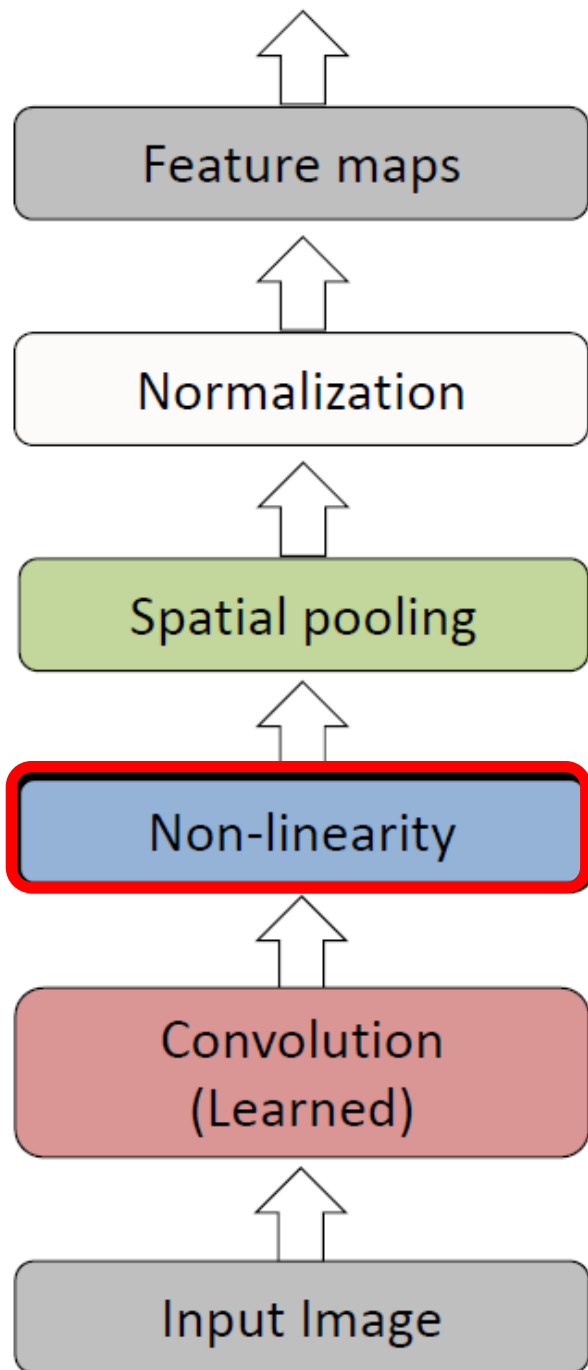 Feature maps
Normalization
Spatial pooling
Non-linearity
Convolution
(Learned)
Input Image